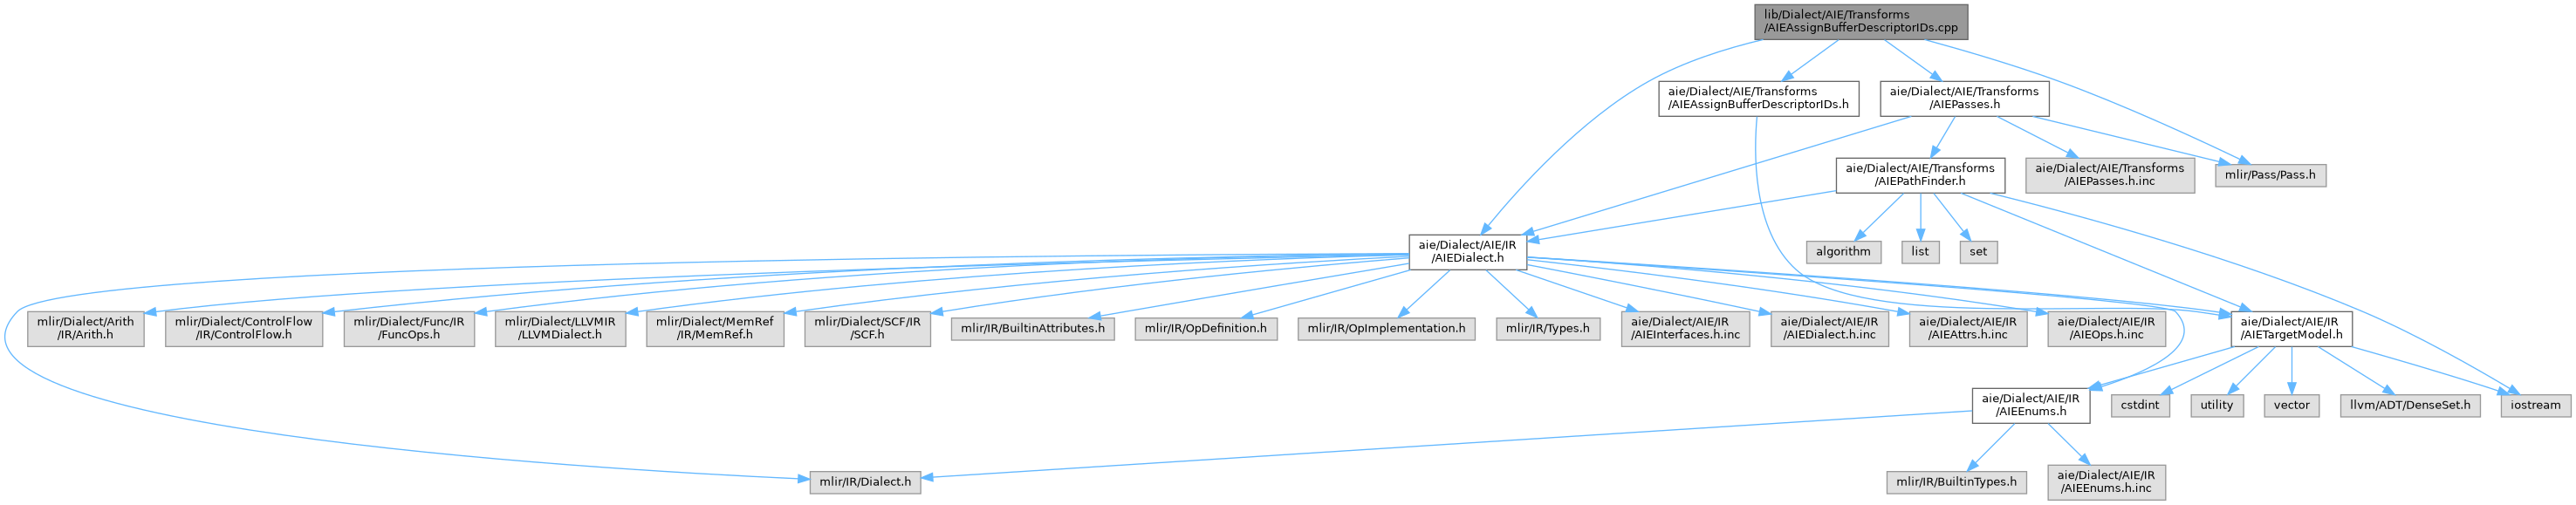 lib/Dialect/AIE/Transforms
/AIEAssignBufferDescriptorIDs.cpp
aie/Dialect/AIE/Transforms
/AIEAssignBufferDescriptorIDs.h
aie/Dialect/AIE/Transforms
/AIEPasses.h
aie/Dialect/AIE/Transforms
/AIEPathFinder.h
aie/Dialect/AIE/Transforms
/AIEPasses.h.inc
mlir/Pass/Pass.h
aie/Dialect/AIE/IR
/AIEDialect.h
algorithm
list
set
mlir/Dialect/Arith
/IR/Arith.h
mlir/Dialect/ControlFlow
/IR/ControlFlow.h
mlir/Dialect/Func/IR
/FuncOps.h
mlir/Dialect/LLVMIR
/LLVMDialect.h
mlir/Dialect/MemRef
/IR/MemRef.h
mlir/Dialect/SCF/IR
/SCF.h
mlir/IR/BuiltinAttributes.h
mlir/IR/OpDefinition.h
mlir/IR/OpImplementation.h
mlir/IR/Types.h
aie/Dialect/AIE/IR
/AIEInterfaces.h.inc
aie/Dialect/AIE/IR
/AIEDialect.h.inc
aie/Dialect/AIE/IR
/AIEAttrs.h.inc
aie/Dialect/AIE/IR
/AIEOps.h.inc
aie/Dialect/AIE/IR
/AIETargetModel.h
aie/Dialect/AIE/IR
/AIEEnums.h
cstdint
utility
vector
llvm/ADT/DenseSet.h
iostream
mlir/IR/Dialect.h
mlir/IR/BuiltinTypes.h
aie/Dialect/AIE/IR
/AIEEnums.h.inc